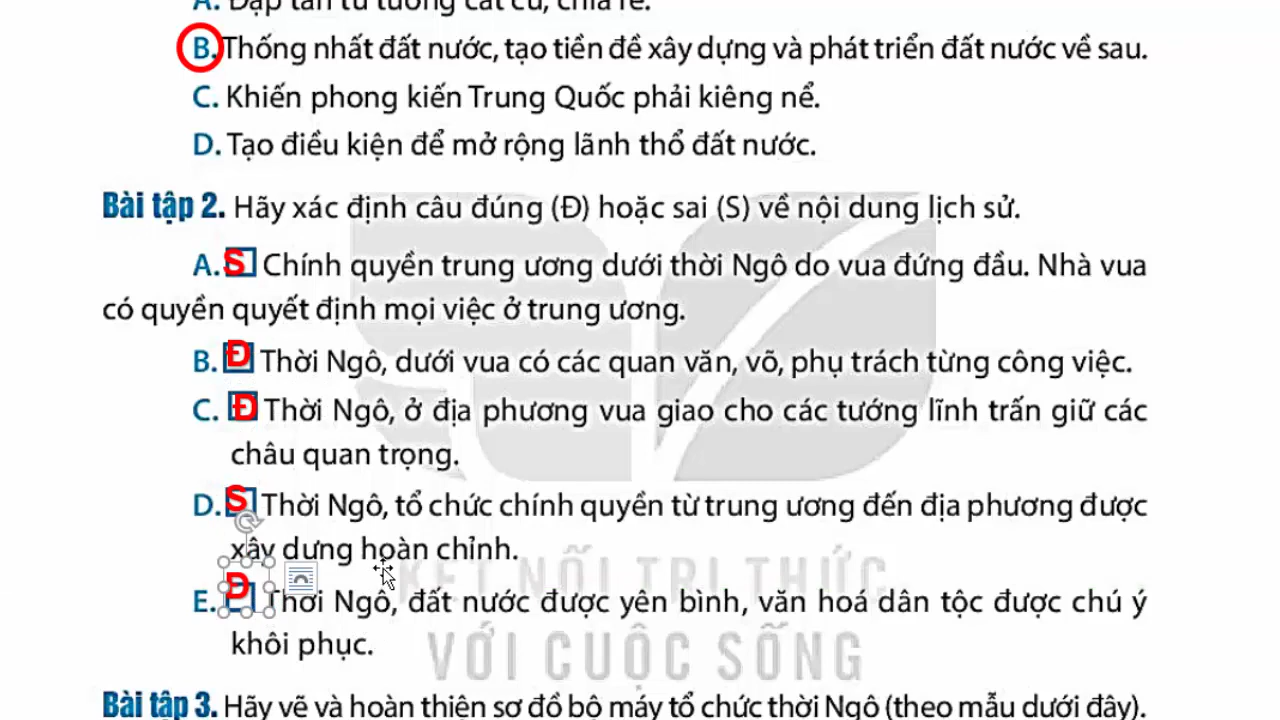 A. Đập tan tư tưởng cát cứ, chia rẽ.
B. Thống nhất đất nước, tạo tiền đề xây dựng và phát triển đất nước về sau.
C. Khiến phong kiến Trung Quốc phải kiêng nể.
D. Tạo điều kiện để mở rộng lãnh thổ đất nước.
Bài tập 2. Hãy xác định câu đúng (Đ) hoặc sai (S) về nội dung lịch sử.
A. S Chính quyền trung ương dưới thời Ngô do vua đứng đầu. Nhà vua
có quyền quyết định mọi việc ở trung ương.
B. Đ Thời Ngô, dưới vua có các quan văn, võ, phụ trách từng công việc.
C. Đ Thời Ngô, ở địa phương vua giao cho các tướng lĩnh trấn giữ các
châu quan trọng.
D. S Thời Ngô, tổ chức chính quyền từ trung ương đến địa phương được
xây dưng hoàn chỉnh.
E. Đ Thời Ngô, đất nước được yên bình, văn hoá dân tộc được chú ý
khôi phục.
KẾT NỐI TRI THỨC
VỚI CUỘC SỐNG
Bài tập 3. Hãy vẽ và hoàn thiện sơ đồ bộ máy tổ chức thời Ngô (theo mẫu dưới đây).